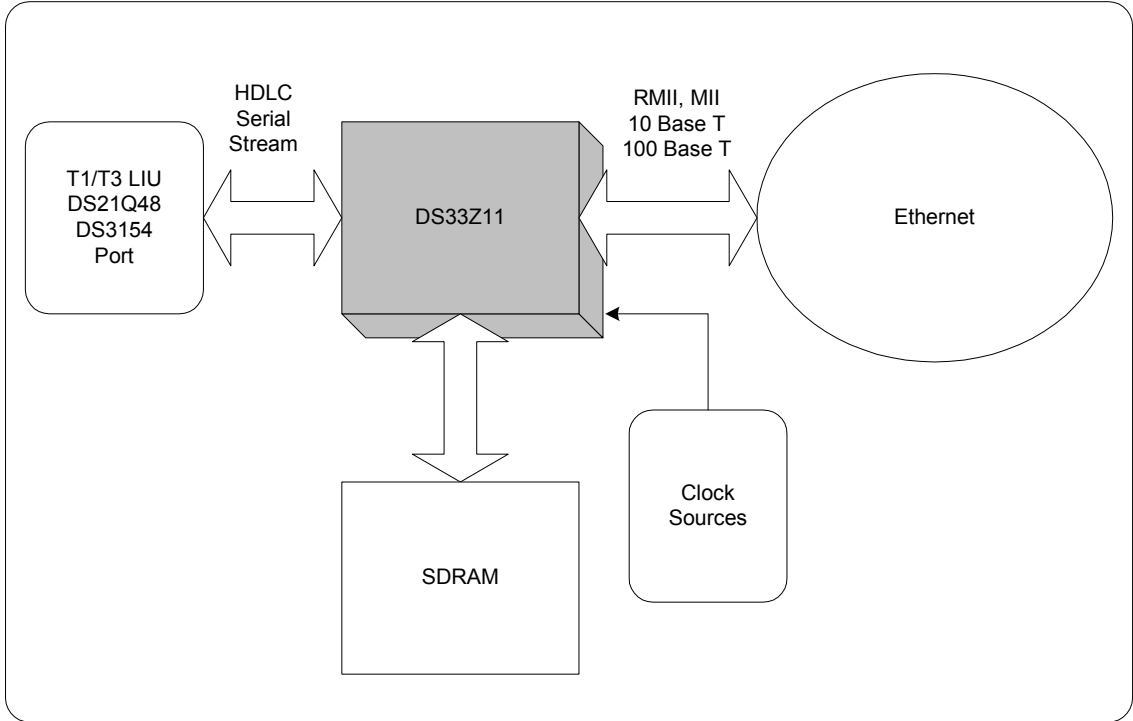 HDLC
Serial
Stream
RMII, MII
10 Base T
100 Base T
T1/T3 LIU
DS21Q48
DS3154
Port
DS33Z11
Ethernet
Clock
Sources
SDRAM